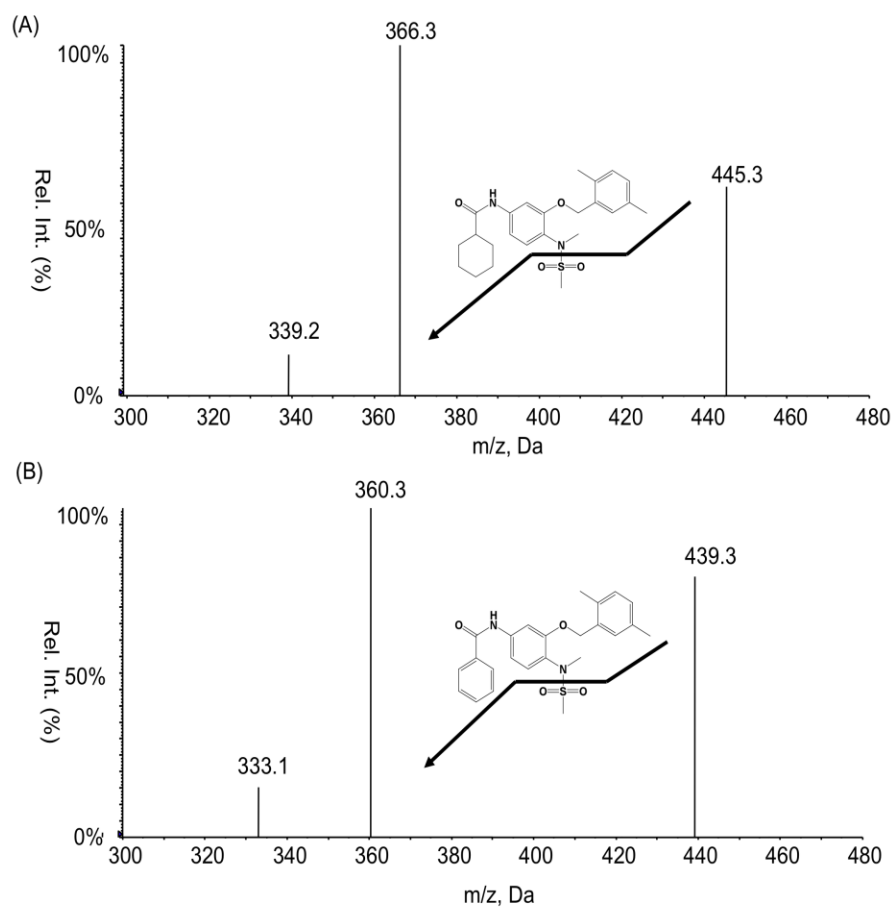 (A)
100%
366.3
445.3
Rel. Int. (%)
H
O
N
O
50%
N
O
S
O
339.2
0%
300 320 340 360 380 400 420 440 460 480
m/z, Da
(B)
100%
360.3
439.3
Rel. Int. (%)
H
O
N
O
50%
N
O
S
O
333.1
0%
300 320 340 360 380 400 420 440 460 480
m/z, Da